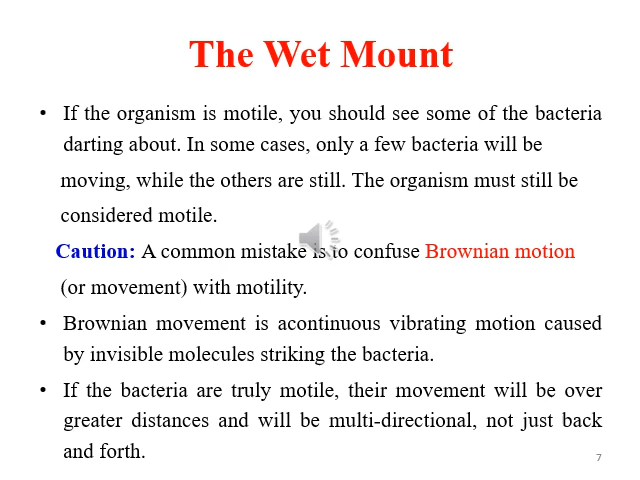 The Wet Mount
• If the organism is motile, you should see some of the bacteria
darting about. In some cases, only a few bacteria will be
moving, while the others are still. The organism must still be
considered motile.
Caution: A common mistake is to confuse Brownian motion
(or movement) with motility.
• Brownian movement is acontinuous vibrating motion caused
by invisible molecules striking the bacteria.
• If the bacteria are truly motile, their movement will be over
greater distances and will be multi-directional, not just back
and forth.
7